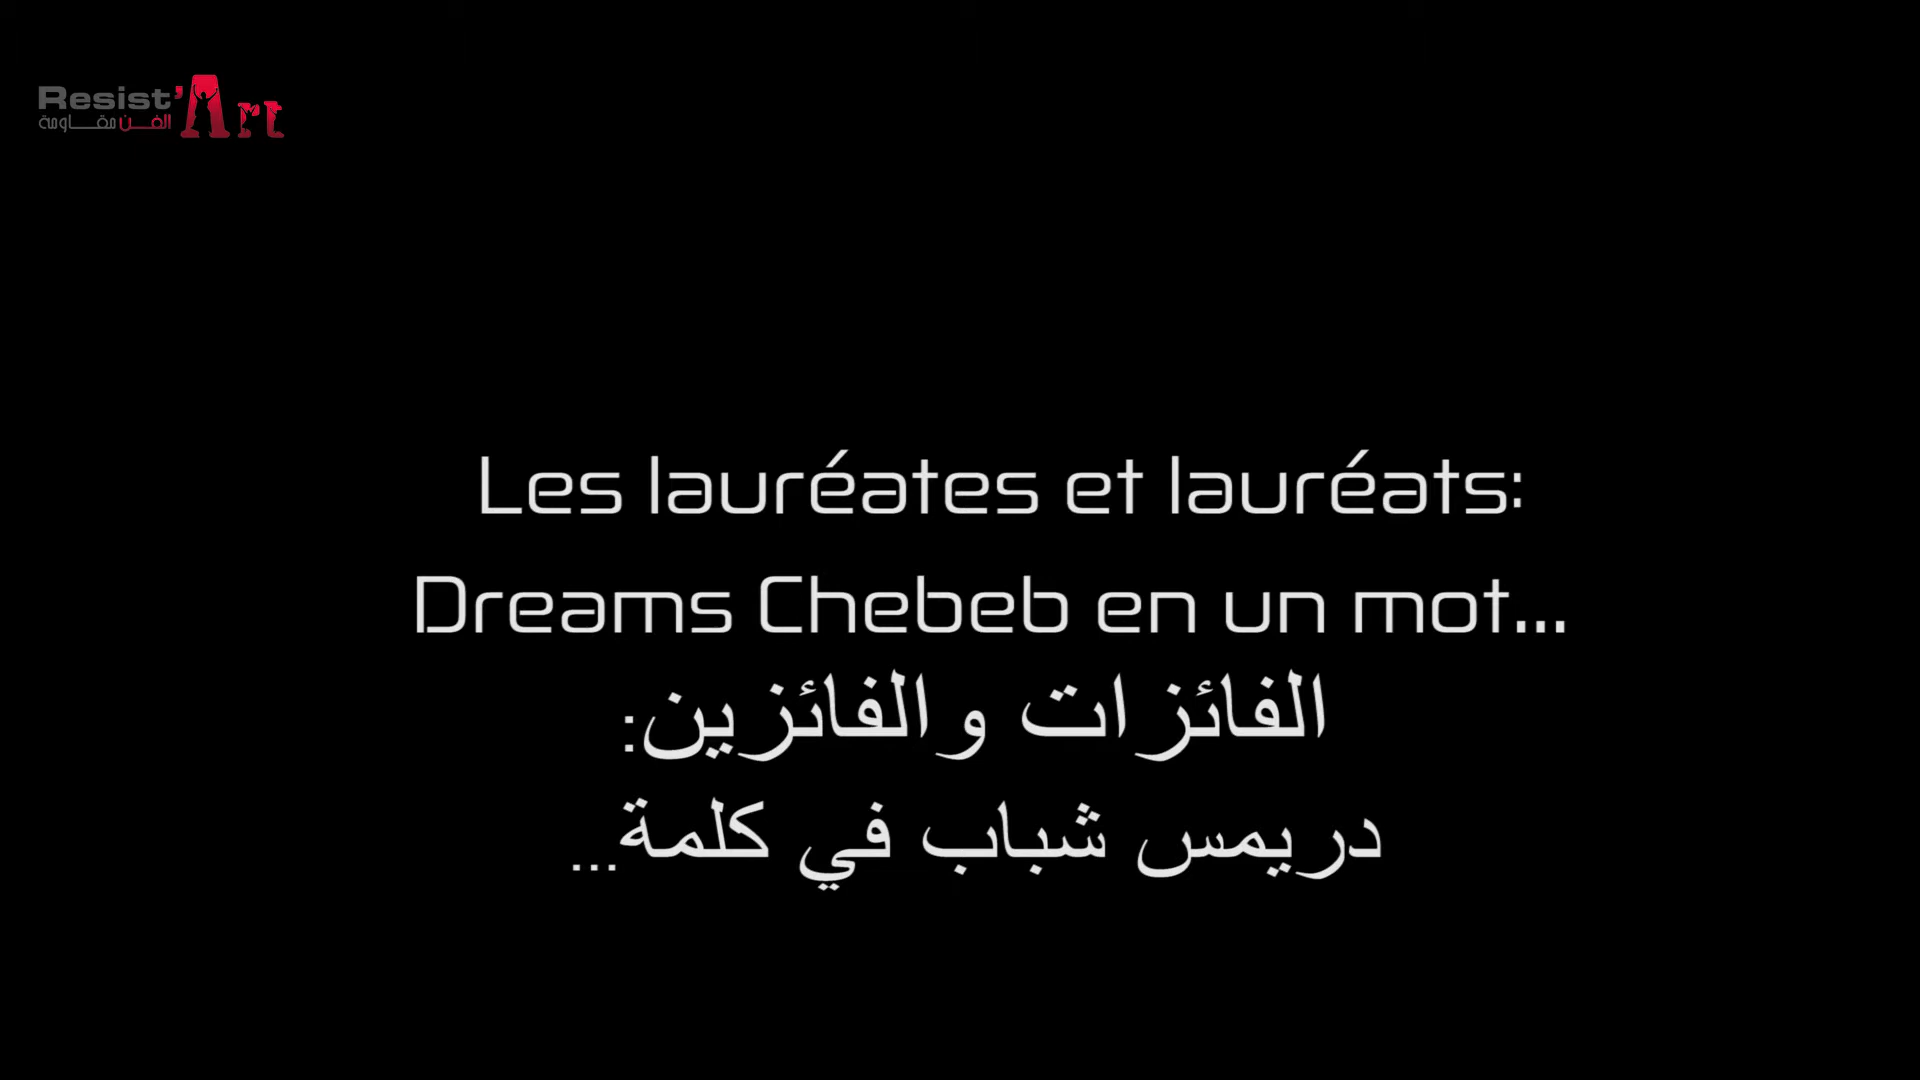 Resist'Art
الفن مقاومة
Les lauréates et lauréats:
Dreams Chebeb en un mot...
الفائزات والفائزين:
دريمس شباب في كلمة...